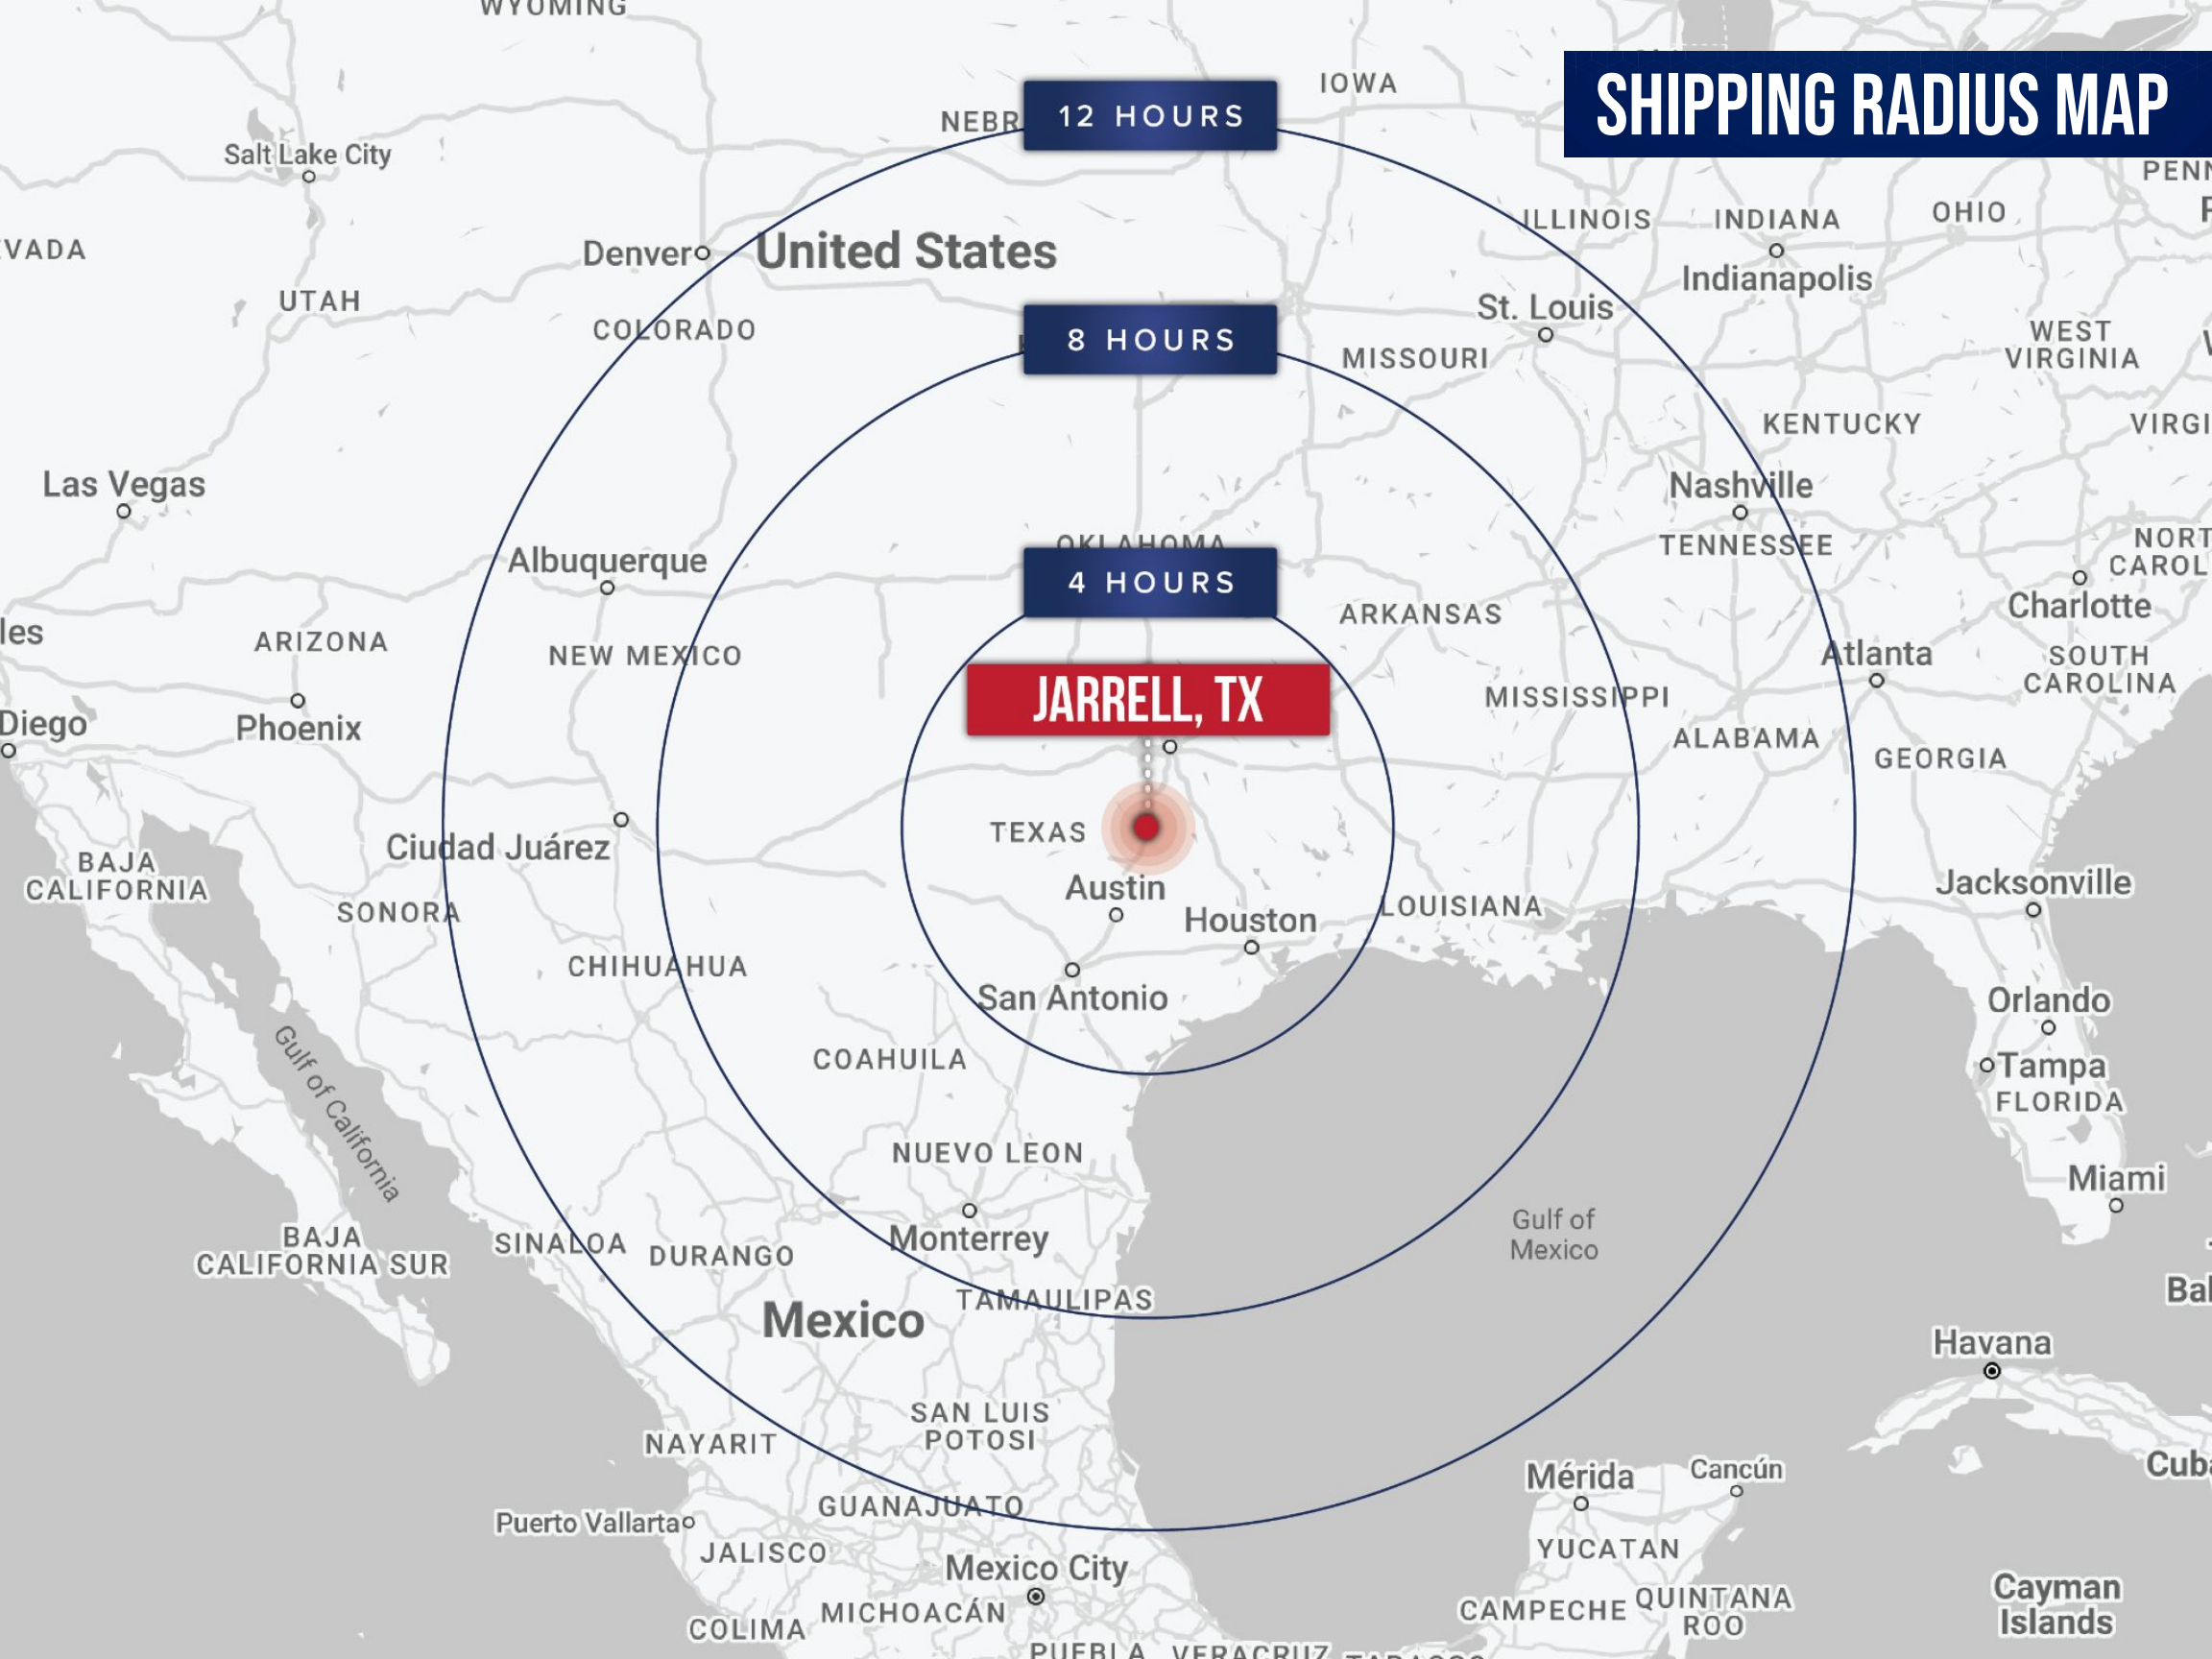 WYOMING
IOWA
SHIPPING RADIUS MAP
12 HOURS
NEBR
Salt Lake City
PENN
ILLINOIS
INDIANA
OHIO
VADA
Denver
United States
Indianapolis
UTAH
COLORADO
St. Louis
8 HOURS
MISSOURI
WEST
VIRGINIA
KENTUCKY
VIRGI
Las Vegas
Nashville
TENNESSEE
OKLAHOMA
NORT
CAROL
Albuquerque
4 HOURS
ARKANSAS
Charlotte
les
ARIZONA
NEW MEXICO
Atlanta
SOUTH
CAROLINA
JARRELL, TX
MISSISSIPPI
Diego
Phoenix
ALABAMA
GEORGIA
TEXAS
Ciudad Juárez
BAJA
CALIFORNIA
Austin
Jacksonville
SONORA
LOUISIANA
Houston
CHIHUAHUA
San Antonio
Orlando
COAHUILA
Tampa
FLORIDA
Gulf of California
NUEVO LEON
Miami
Monterrey
Gulf of
Mexico
BAJA
CALIFORNIA SUR
SINALOA
DURANGO
TAMAULIPAS
Bal
Mexico
Havana
SAN LUIS
POTOSI
NAYARIT
Mérida
Cancún
Cuba
GUANAJUATO
Puerto Vallarta
JALISCO
YUCATAN
Mexico City
Cayman
Islands
MICHOACÁN
CAMPECHE
QUINTANA
ROO
COLIMA
PUEBLA
VERACRUZ
TABASCO